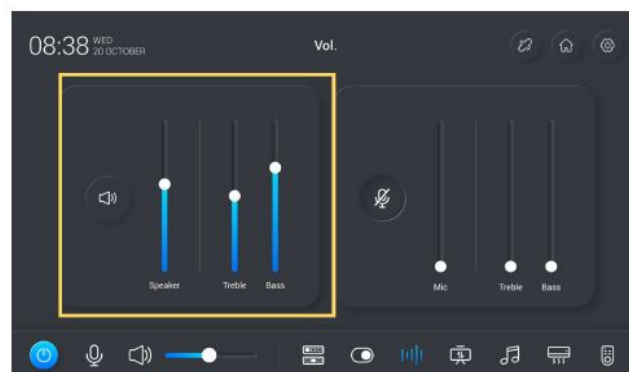 08:38 WED
20 OCTOBER
Vol.
Speaker Treble Bass
Mic Treble Bass